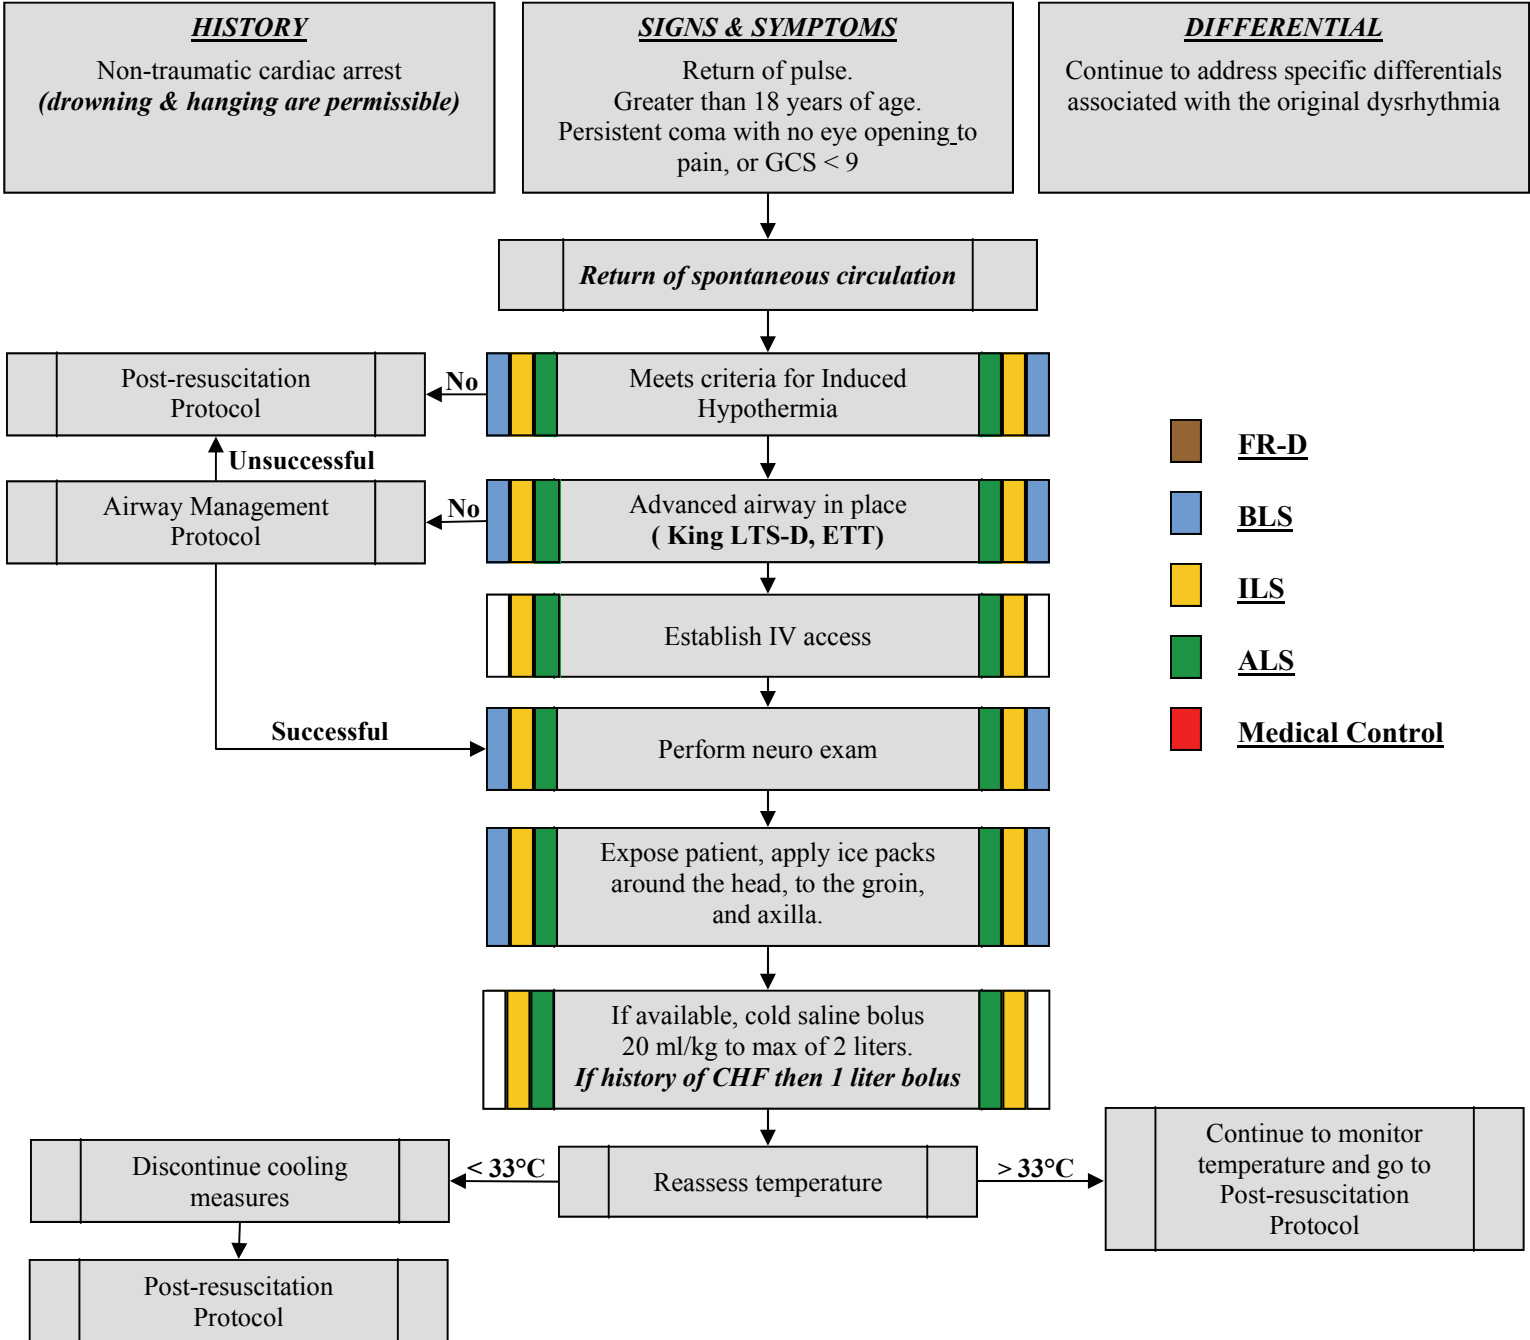 HISTORY
Non-traumatic cardiac arrest
(drowning & hanging are permissible)
SIGNS & SYMPTOMS
Return of pulse.
Greater than 18 years of age.
Persistent coma with no eye opening to
pain, or GCS < 9
DIFFERENTIAL
Continue to address specific differentials
associated with the original dysrhythmia
Return of spontaneous circulation
Post-resuscitation
Protocol
No
Meets criteria for Induced
Hypothermia
Unsuccessful
Airway Management
Protocol
No
Advanced airway in place
( King LTS-D, ETT)
Establish IV access
Successful
Perform neuro exam
Expose patient, apply ice packs
around the head, to the groin,
and axilla.
If available, cold saline bolus
20 ml/kg to max of 2 liters.
If history of CHF then 1 liter bolus
FR-D
BLS
ILS
ALS
Medical Control
Discontinue cooling
measures
< 33°C
Reassess temperature
> 33°C
Continue to monitor
temperature and go to
Post-resuscitation
Protocol
Post-resuscitation
Protocol